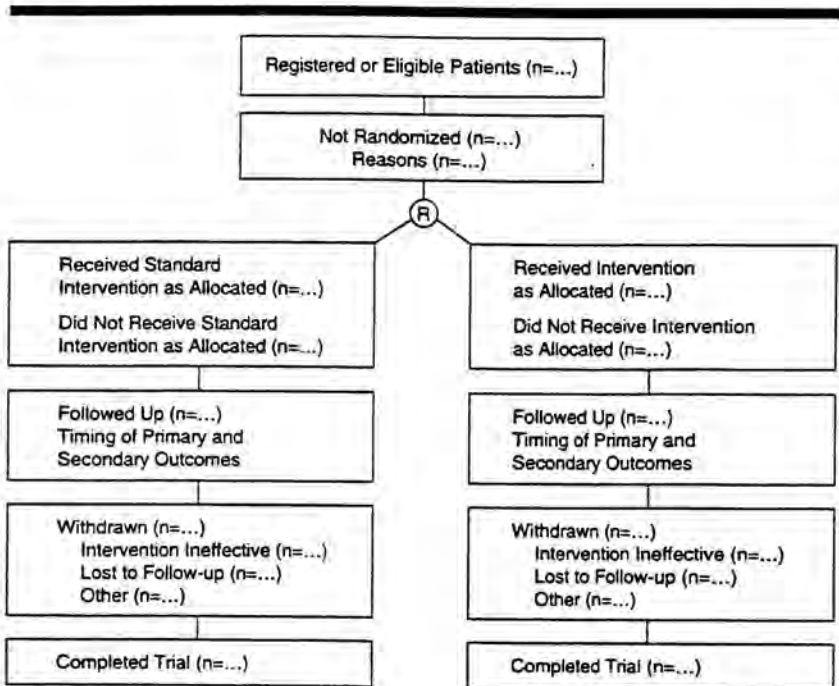 Registered or Eligible Patients (n=...)
Not Randomized (n=...)
Reasons (n=...)
R
Received Standard
Intervention as Allocated (n=...)
Did Not Receive Standard
Intervention as Allocated (n=...)
Received Intervention
as Allocated (n=...)
Did Not Receive Intervention
as Allocated (n=...)
Followed Up (n=...)
Timing of Primary and
Secondary Outcomes
Followed Up (n=...)
Timing of Primary and
Secondary Outcomes
Withdrawn (n=...)
Intervention Ineffective (n=...)
Lost to Follow-up (n=...)
Other (n=...)
Withdrawn (n=...)
Intervention Ineffective (n=...)
Lost to Follow-up (n=...)
Other (n=...)
Completed Trial (n=...)
Completed Trial (n=...)